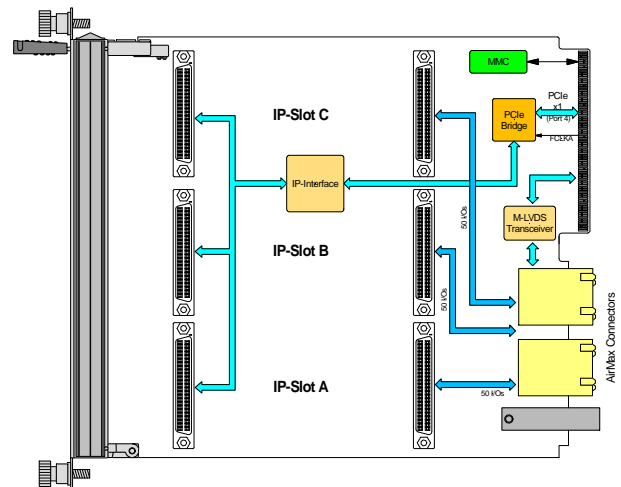 MMC
PCIe
x1
(Port 4)
PCIe
Bridge
FCLKA
IP-Slot C
IP-Interface
M-LVDS
Transceiver
50 I/Os
IP-Slot B
50 I/Os
AirMax Connectors
IP-Slot A
50 I/Os